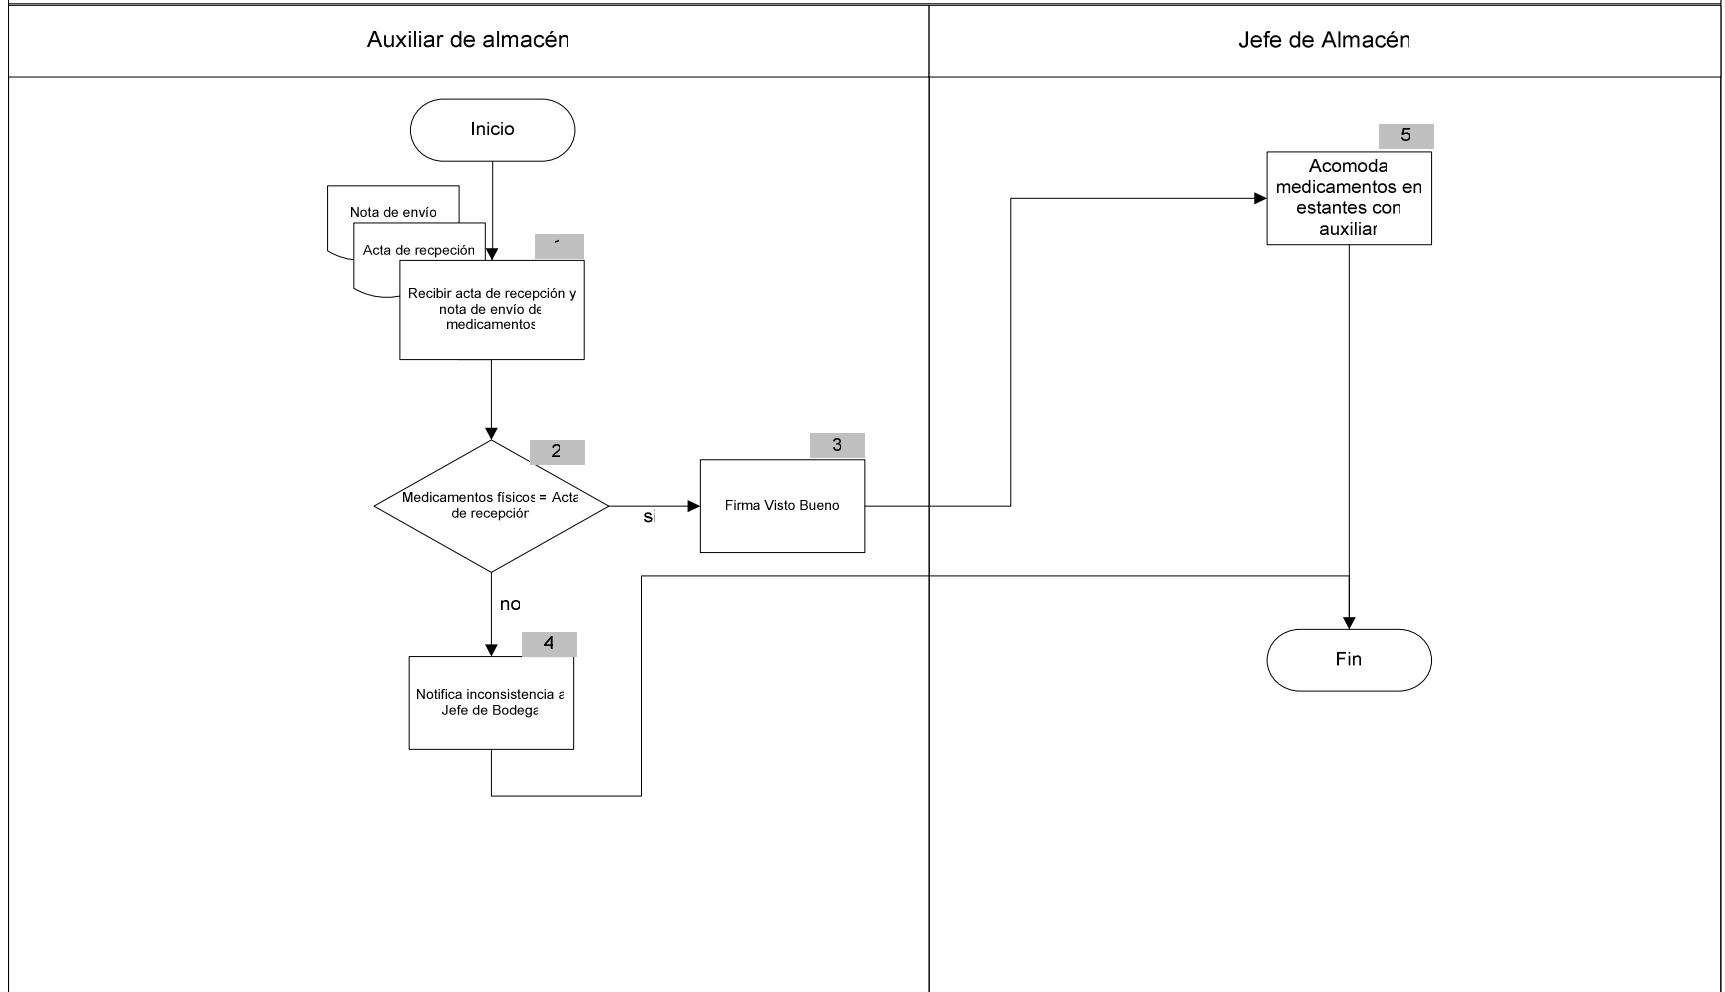 Auxiliar de almacén
Jefe de Almacén
Inicio
Nota de envío
Acta de recpeción
1
Recibir acta de recepción y
nota de envío de
medicamentos
2
Medicamentos físicos = Acta
de recepción
si
3
Firma Visto Bueno
no
4
Notifica inconsistencia a
Jefe de Bodega
5
Acomoda
medicamentos en
estantes con
auxiliar
Fin